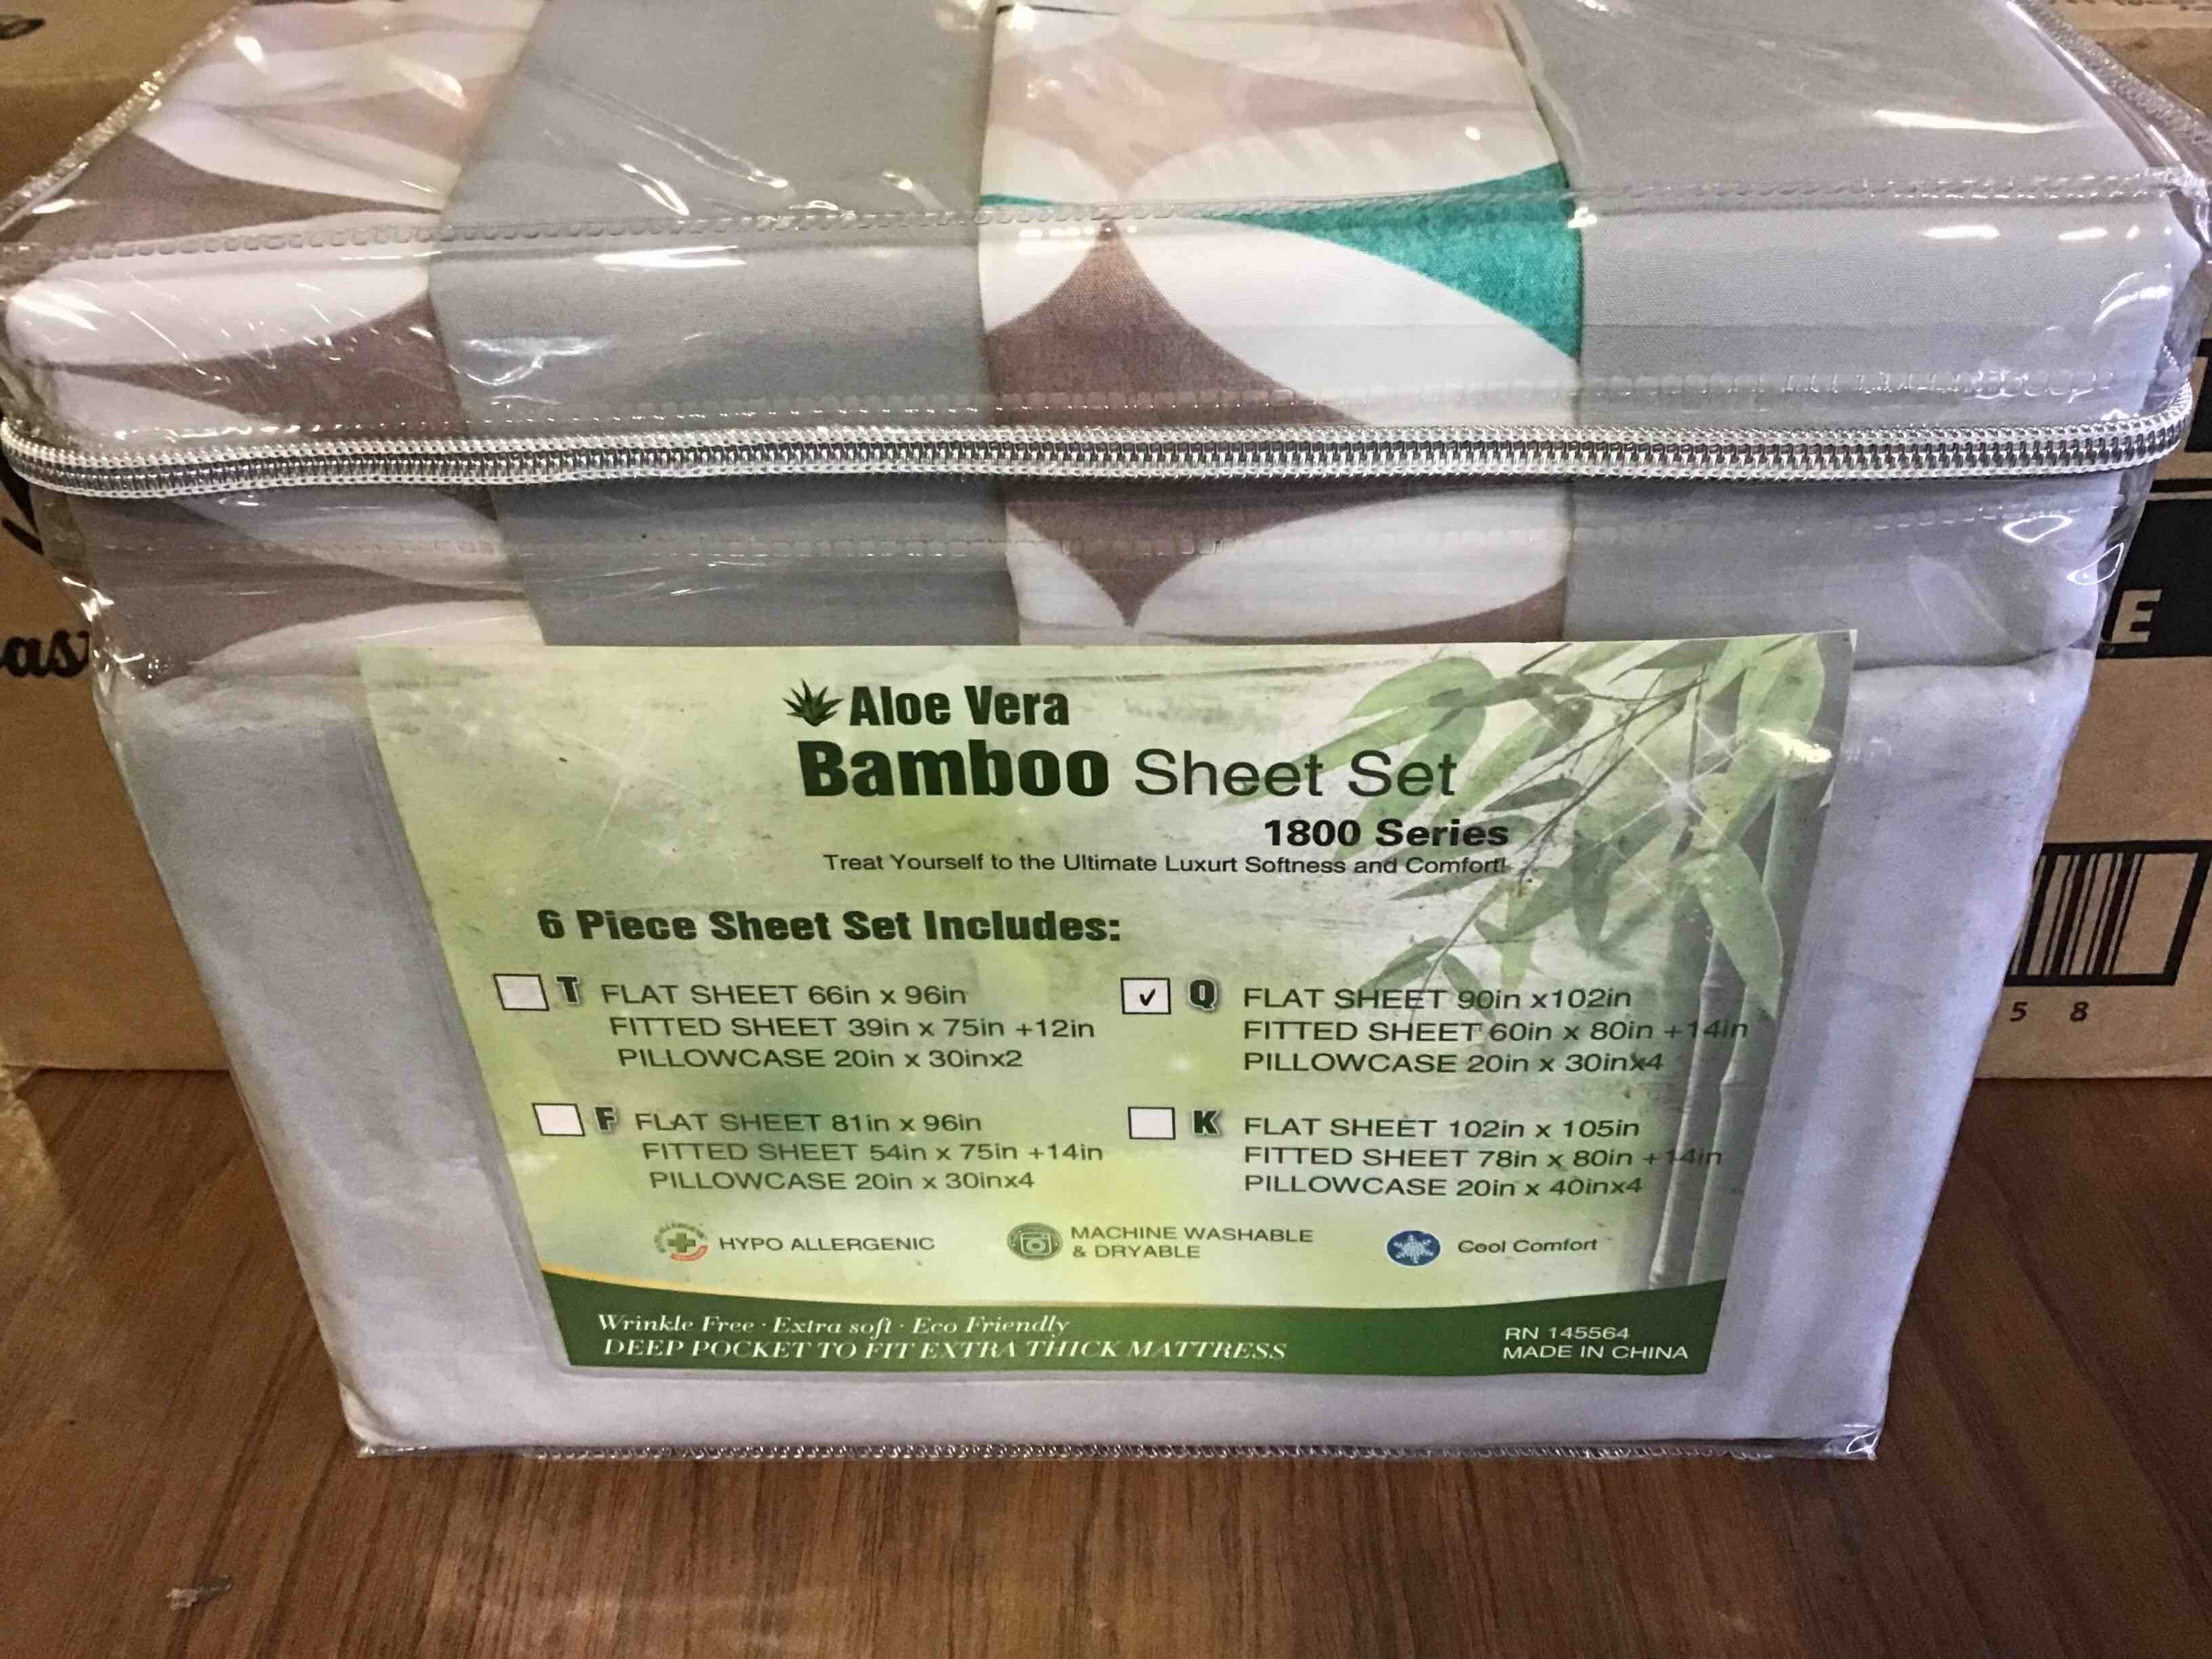 Aloe Vera
Bamboo Sheet Set
1800 Series
Treat Yourself to the Ultimate Luxurt Softness and Comfort!
6 Piece Sheet Set Includes:
T FLAT SHEET 66in x 96in
FITTED SHEET 39in x 75in +12in
PILLOWCASE 20in x 30inx2
✓ Q FLAT SHEET 90in x102in
FITTED SHEET 60in x 80in +14in
PILLOWCASE 20in x 30inx4
F FLAT SHEET 81in x 96in
FITTED SHEET 54in x 75in +14in
PILLOWCASE 20in x 30inx4
K FLAT SHEET 102in x 105in
FITTED SHEET 78in x 80in +14in
PILLOWCASE 20in x 40inx4
HYPO ALLERGENIC
MACHINE WASHABLE
& DRYABLE
Cool Comfort
Wrinkle Free · Extra soft · Eco Friendly
DEEP POCKET TO FIT EXTRA THICK MATTRESS
RN 145564
MADE IN CHINA
as
E
5 8